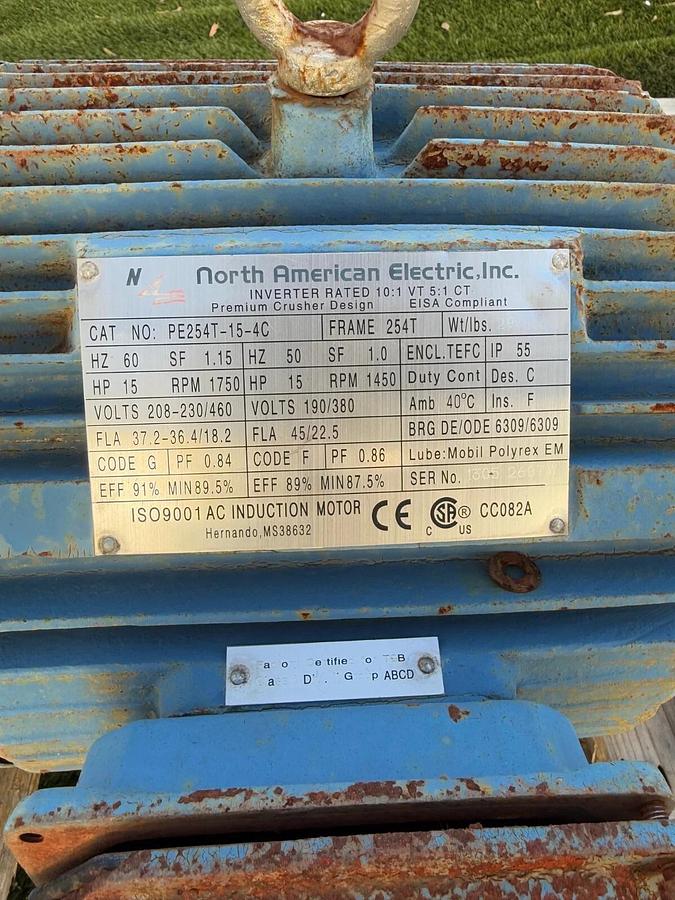 N
North American Electric,Inc.
INVERTER RATED 10:1 VT 5:1 CT
Premium Crusher Design EISA Compliant
CAT NO: PE254T-15-4C FRAME 254T Wt/lbs.
HZ 60 SF 1.15 HZ 50 SF 1.0 ENCL.TEFC IP 55
HP 15 RPM 1750 HP 15 RPM 1450 Duty Cont Des. C
VOLTS 208-230/460 VOLTS 190/380 Amb 40°C Ins. F
FLA 37.2-36.4/18.2 FLA 45/22.5 BRG DE/ODE 6309/6309
CODE G PF 0.84 CODE F PF 0.86 Lube:Mobil Polyrex EM
EFF 91% MIN89.5% EFF 89% MIN87.5% SER No.
ISO9001 AC INDUCTION MOTOR CE C SA ® US CC082A
Hernando,MS38632
ABCD